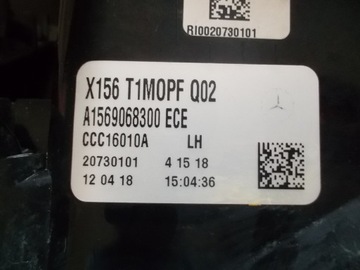 RI0020730101
X156 T1MOPF Q02
A1569068300 ECE
CCC16010A LH
20730101 4 15 18
12 04 18 15:04:36